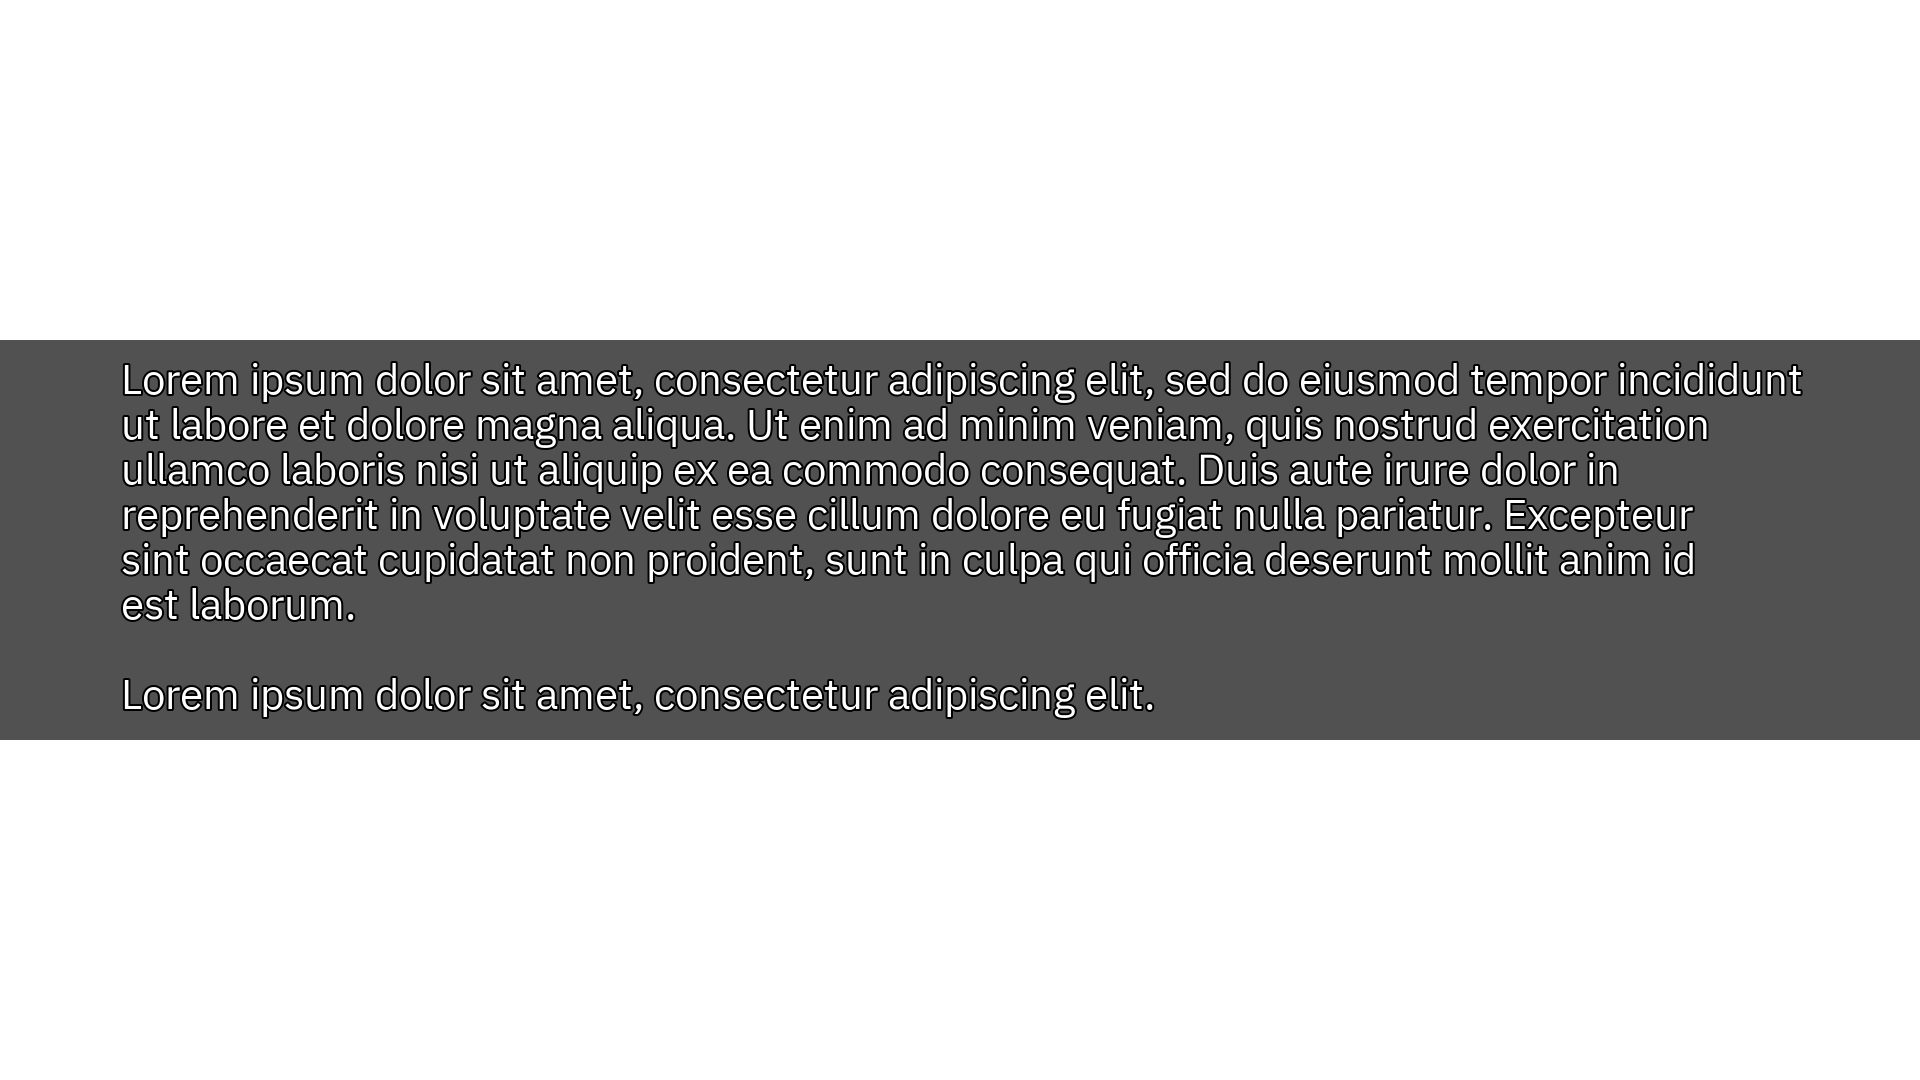 Lorem ipsum dolor sit amet, consectetur adipiscing elit, sed do eiusmod tempor incididunt
ut labore et dolore magna aliqua. Ut enim ad minim veniam, quis nostrud exercitation
ullamco laboris nisi ut aliquip ex ea commodo consequat. Duis aute irure dolor in
reprehenderit in voluptate velit esse cillum dolore eu fugiat nulla pariatur. Excepteur
sint occaecat cupidatat non proident, sunt in culpa qui officia deserunt mollit anim id
est laborum.

Lorem ipsum dolor sit amet, consectetur adipiscing elit.